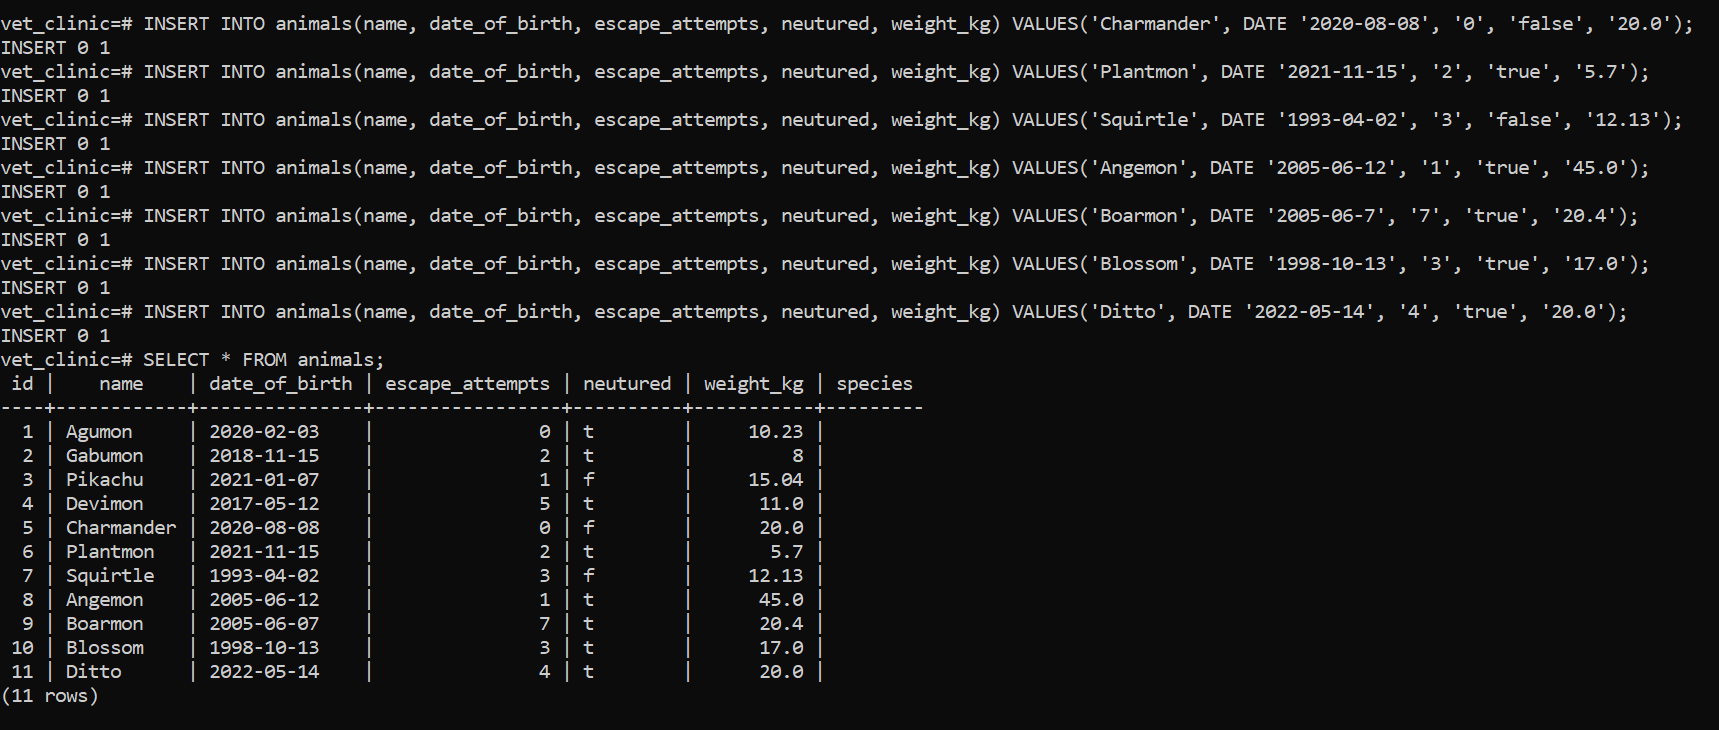 vet_clinic=# INSERT INTO animals(name, date_of_birth, escape_attempts, neutured, weight_kg) VALUES('Charmander', DATE '2020-08-08', '0', 'false', '20.0');
INSERT 0 1
vet_clinic=# INSERT INTO animals(name, date_of_birth, escape_attempts, neutured, weight_kg) VALUES('Plantmon', DATE '2021-11-15', '2', 'true', '5.7');
INSERT 0 1
vet_clinic=# INSERT INTO animals(name, date_of_birth, escape_attempts, neutured, weight_kg) VALUES('Squirtle', DATE '1993-04-02', '3', 'false', '12.13');
INSERT 0 1
vet_clinic=# INSERT INTO animals(name, date_of_birth, escape_attempts, neutured, weight_kg) VALUES('Angemon', DATE '2005-06-12', '1', 'true', '45.0');
INSERT 0 1
vet_clinic=# INSERT INTO animals(name, date_of_birth, escape_attempts, neutured, weight_kg) VALUES('Boarmon', DATE '2005-06-7', '7', 'true', '20.4');
INSERT 0 1
vet_clinic=# INSERT INTO animals(name, date_of_birth, escape_attempts, neutured, weight_kg) VALUES('Blossom', DATE '1998-10-13', '3', 'true', '17.0');
INSERT 0 1
vet_clinic=# INSERT INTO animals(name, date_of_birth, escape_attempts, neutured, weight_kg) VALUES('Ditto', DATE '2022-05-14', '4', 'true', '20.0');
INSERT 0 1
vet_clinic=# SELECT * FROM animals;
 id |    name    | date_of_birth | escape_attempts | neutured | weight_kg | species
----+------------+---------------+-----------------+----------+-----------+---------
  1 | Agumon     | 2020-02-03    |               0 | t        |     10.23 |
  2 | Gabumon    | 2018-11-15    |               2 | t        |         8 |
  3 | Pikachu    | 2021-01-07    |               1 | f        |     15.04 |
  4 | Devimon    | 2017-05-12    |               5 | t        |      11.0 |
  5 | Charmander | 2020-08-08    |               0 | f        |      20.0 |
  6 | Plantmon   | 2021-11-15    |               2 | t        |       5.7 |
  7 | Squirtle   | 1993-04-02    |               3 | f        |     12.13 |
  8 | Angemon    | 2005-06-12    |               1 | t        |      45.0 |
  9 | Boarmon    | 2005-06-07    |               7 | t        |      20.4 |
 10 | Blossom    | 1998-10-13    |               3 | t        |      17.0 |
 11 | Ditto      | 2022-05-14    |               4 | t        |      20.0 |
(11 rows)